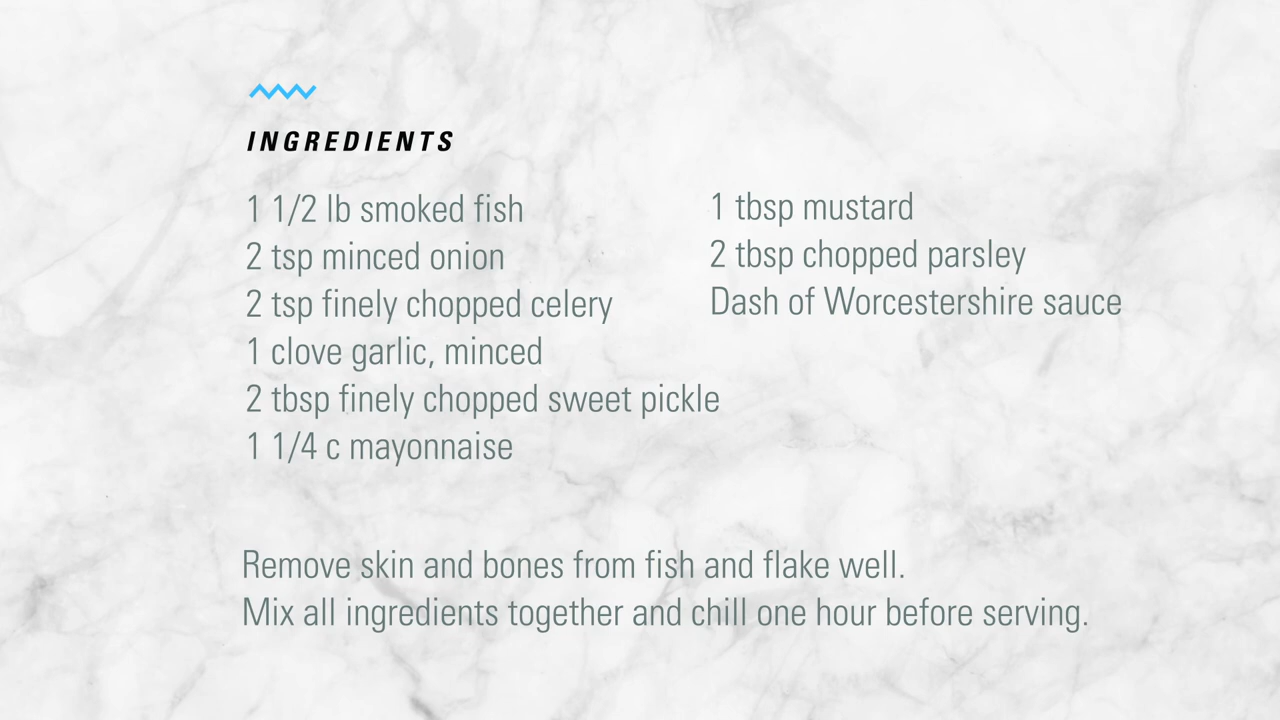 INGREDIENTS
1 1/2 lb smoked fish
2 tsp minced onion
2 tsp finely chopped celery
1 clove garlic, minced
2 tbsp finely chopped sweet pickle
1 1/4 c mayonnaise
1 tbsp mustard
2 tbsp chopped parsley
Dash of Worcestershire sauce
Remove skin and bones from fish and flake well.
Mix all ingredients together and chill one hour before serving.